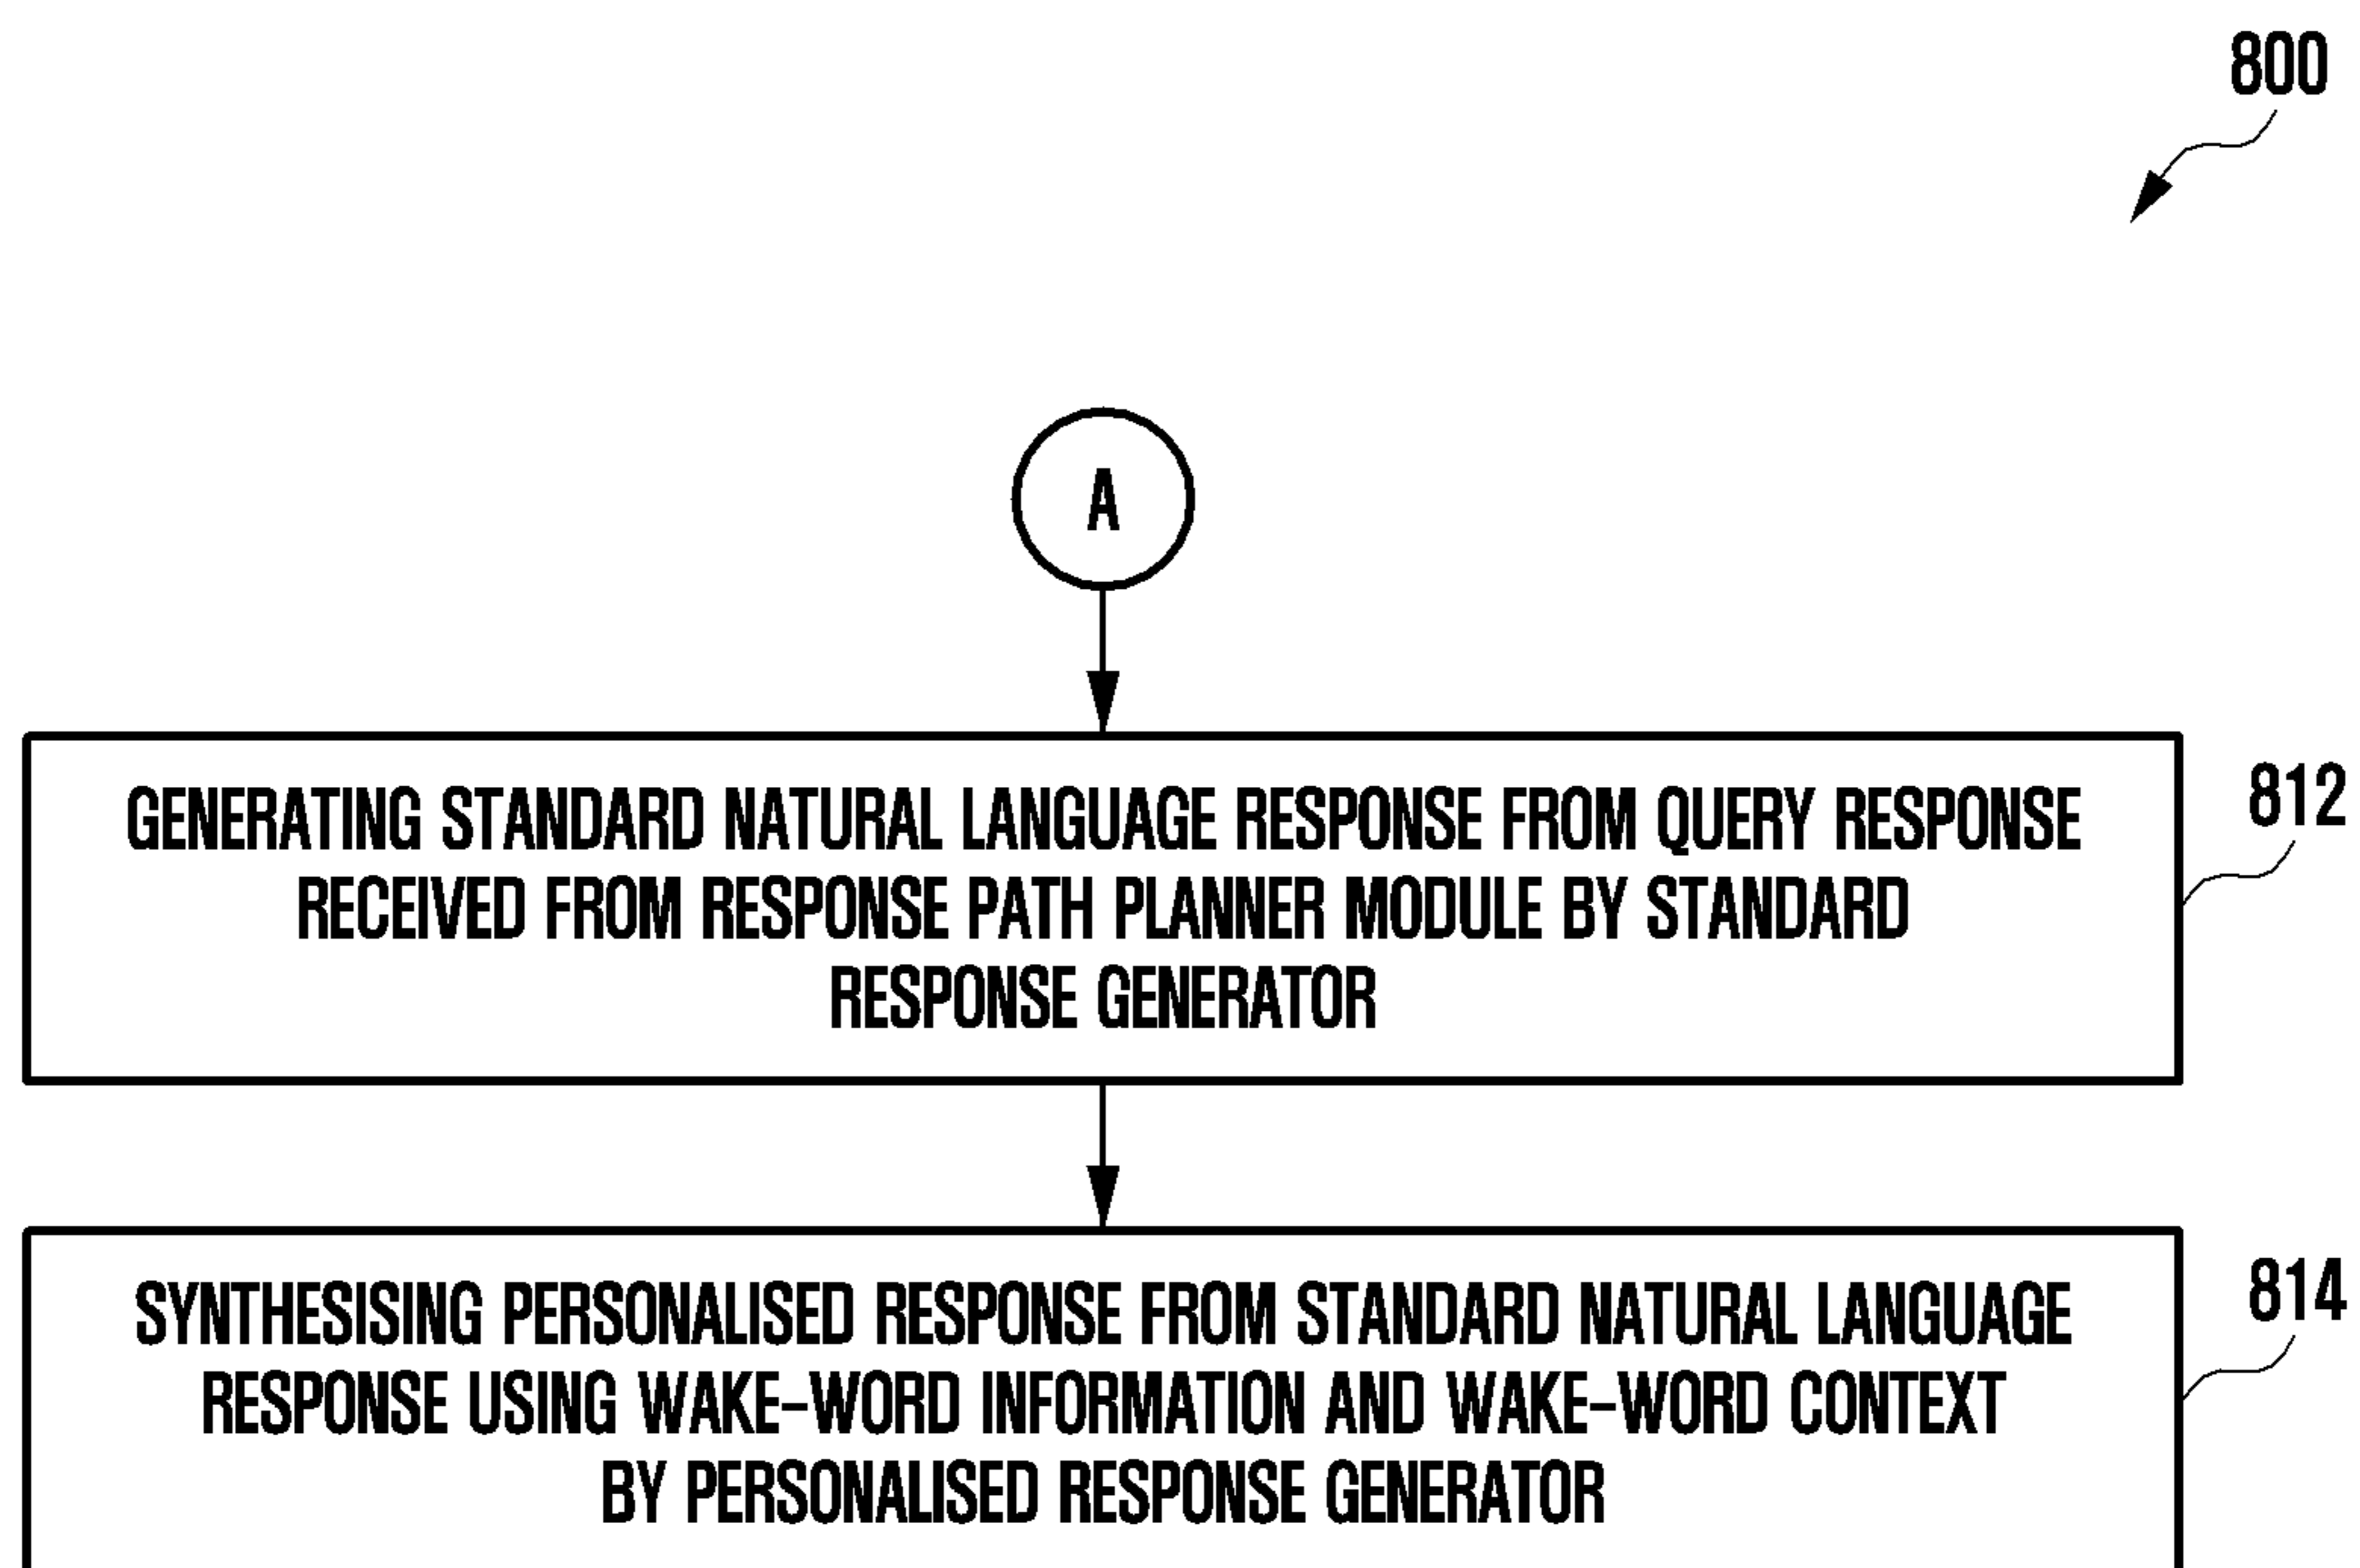 800
A
GENERATING STANDARD NATURAL LANGUAGE RESPONSE FROM QUERY RESPONSE
RECEIVED FROM RESPONSE PATH PLANNER MODULE BY STANDARD
RESPONSE GENERATOR
812
SYNTHESISING PERSONALISED RESPONSE FROM STANDARD NATURAL LANGUAGE
RESPONSE USING WAKE-WORD INFORMATION AND WAKE-WORD CONTEXT
BY PERSONALISED RESPONSE GENERATOR
814